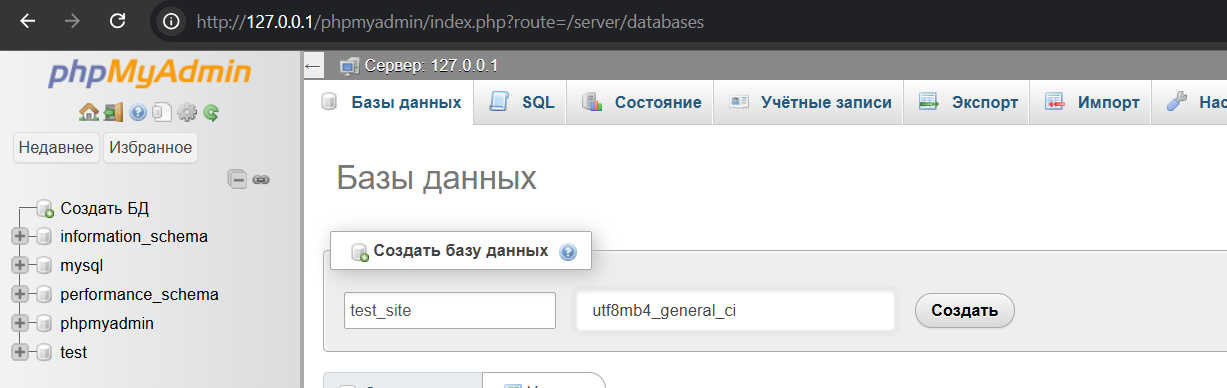 http://127.0.0.1/phpmyadmin/index.php?route=/server/databases
phpMyAdmin
Недавнее Избранное
Создать БД
information_schema
mysql
performance_schema
phpmyadmin
test
Сервер: 127.0.0.1
Базы данных SQL Состояние Учётные записи Экспорт Импорт
Базы данных
Создать базу данных
test_site utf8mb4_general_ci Создать